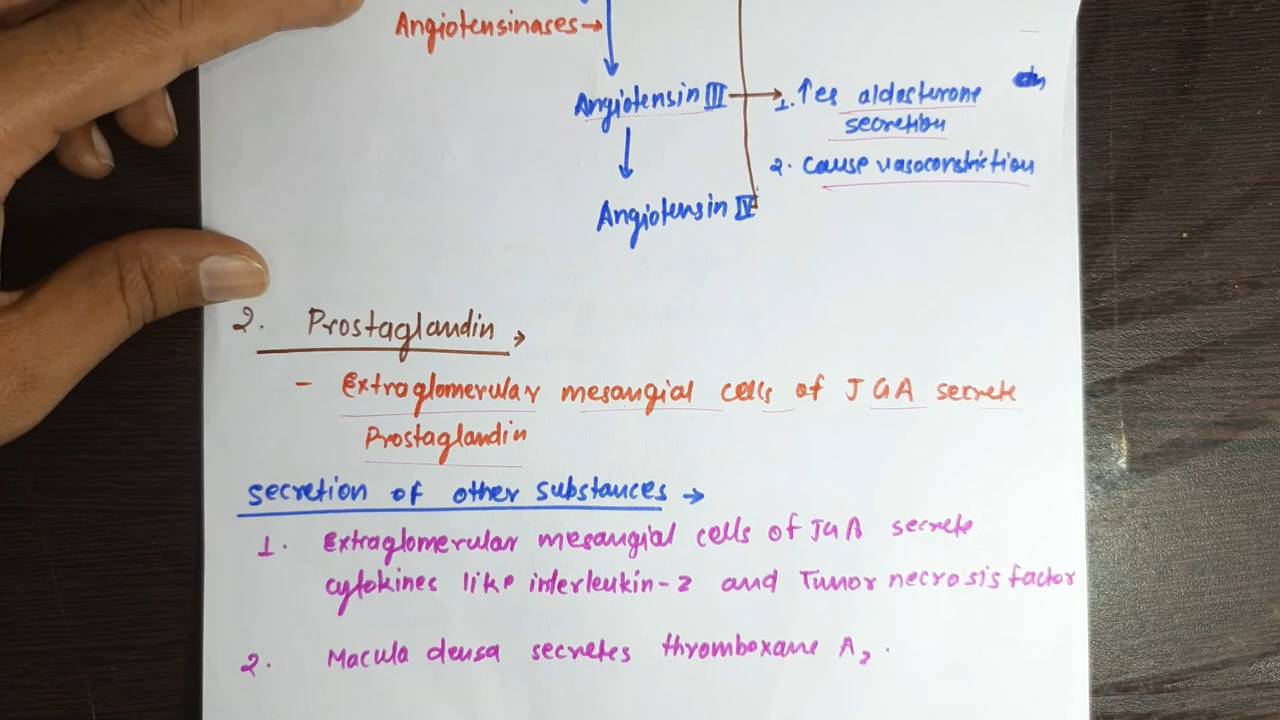 Angiotensinases →
Angiotensin III → 1. ↑es aldosterone
secretion
2. cause vasoconstriction
Angiotensin IV
2. Prostaglandin →
- Extraglomerular mesangial cells of JGA secrete
Prostaglandin
secretion of other substances →
1. Extraglomerular mesangial cells of JGA secrete
cytokines like interleukin-2 and Tumor necrosis factor
2. Macula densa secretes thromboxane A2.